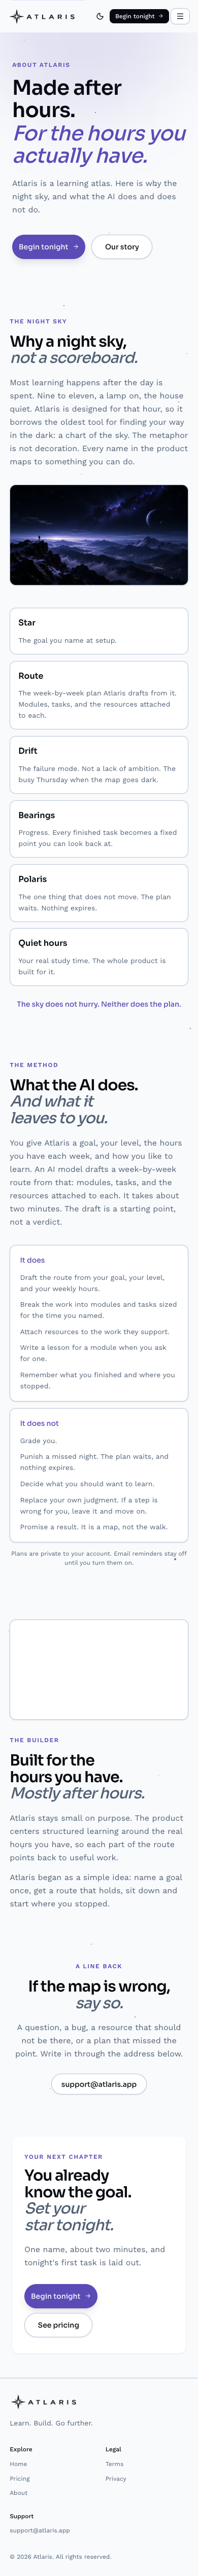 ATLARIS
Begin tonight →
ABOUT ATLARIS
Made after
hours.
For the hours you
actually have.
Atlaris is a learning atlas. Here is why the
night sky, and what the AI does and does
not do.
Begin tonight →
Our story
THE NIGHT SKY
Why a night sky,
not a scoreboard.
Most learning happens after the day is
spent. Nine to eleven, a lamp on, the house
quiet. Atlaris is designed for that hour, so it
borrows the oldest tool for finding your way
in the dark: a chart of the sky. The metaphor
is not decoration. Every name in the product
maps to something you can do.
Star
The goal you name at setup.
Route
The week-by-week plan Atlaris drafts from it.
Modules, tasks, and the resources attached
to each.
Drift
The failure mode. Not a lack of ambition. The
busy Thursday when the map goes dark.
Bearings
Progress. Every finished task becomes a fixed
point you can look back at.
Polaris
The one thing that does not move. The plan
waits. Nothing expires.
Quiet hours
Your real study time. The whole product is
built for it.
The sky does not hurry. Neither does the plan.
THE METHOD
What the AI does.
And what it
leaves to you.
You give Atlaris a goal, your level, the hours
you have each week, and how you like to
learn. An AI model drafts a week-by-week
route from that: modules, tasks, and the
resources attached to each. It takes about
two minutes. The draft is a starting point,
not a verdict.
It does
Draft the route from your goal, your level,
and your weekly hours.
Break the work into modules and tasks sized
for the time you named.
Attach resources to the work they support.
Write a lesson for a module when you ask
for one.
Remember what you finished and where you
stopped.
It does not
Grade you.
Punish a missed night. The plan waits, and
nothing expires.
Decide what you should want to learn.
Replace your own judgment. If a step is
wrong for you, leave it and move on.
Promise a result. It is a map, not the walk.
Plans are private to your account. Email reminders stay off
until you turn them on.
THE BUILDER
Built for the
hours you have.
Mostly after hours.
Atlaris stays small on purpose. The product
centers structured learning around the real
hours you have, so each part of the route
points back to useful work.
Atlaris began as a simple idea: name a goal
once, get a route that holds, sit down and
start where you stopped.
A LINE BACK
If the map is wrong,
say so.
A question, a bug, a resource that should
not be there, or a plan that missed the
point. Write in through the address below.
support@atlaris.app
YOUR NEXT CHAPTER
You already
know the goal.
Set your
star tonight.
One name, about two minutes, and
tonight's first task is laid out.
Begin tonight →
See pricing
ATLARIS
Learn. Build. Go further.
Explore
Home
Pricing
About
Legal
Terms
Privacy
Support
support@atlaris.app
© 2026 Atlaris. All rights reserved.